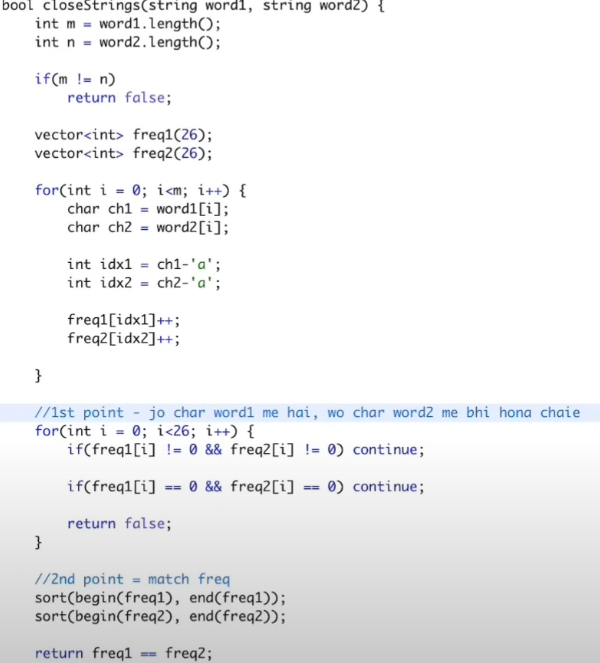 bool closeStrings(string word1, string word2) {
int m = word1.length();
int n = word2.length();
if(m != n)
return false;
vector<int> freq1(26);
vector<int> freq2(26);
for(int i = 0; i<m; i++) {
char ch1 = word1[i];
char ch2 = word2[i];
int idx1 = ch1-'a';
int idx2 = ch2-'a';
freq1[idx1]++;
freq2[idx2]++;
}
//1st point - jo char word1 me hai, wo char word2 me bhi hona chaie
for(int i = 0; i<26; i++) {
if(freq1[i] != 0 && freq2[i] != 0) continue;
if(freq1[i] == 0 && freq2[i] == 0) continue;
return false;
}
//2nd point = match freq
sort(begin(freq1), end(freq1));
sort(begin(freq2), end(freq2));
return freq1 == freq2;